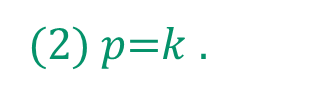 (2) p=k .